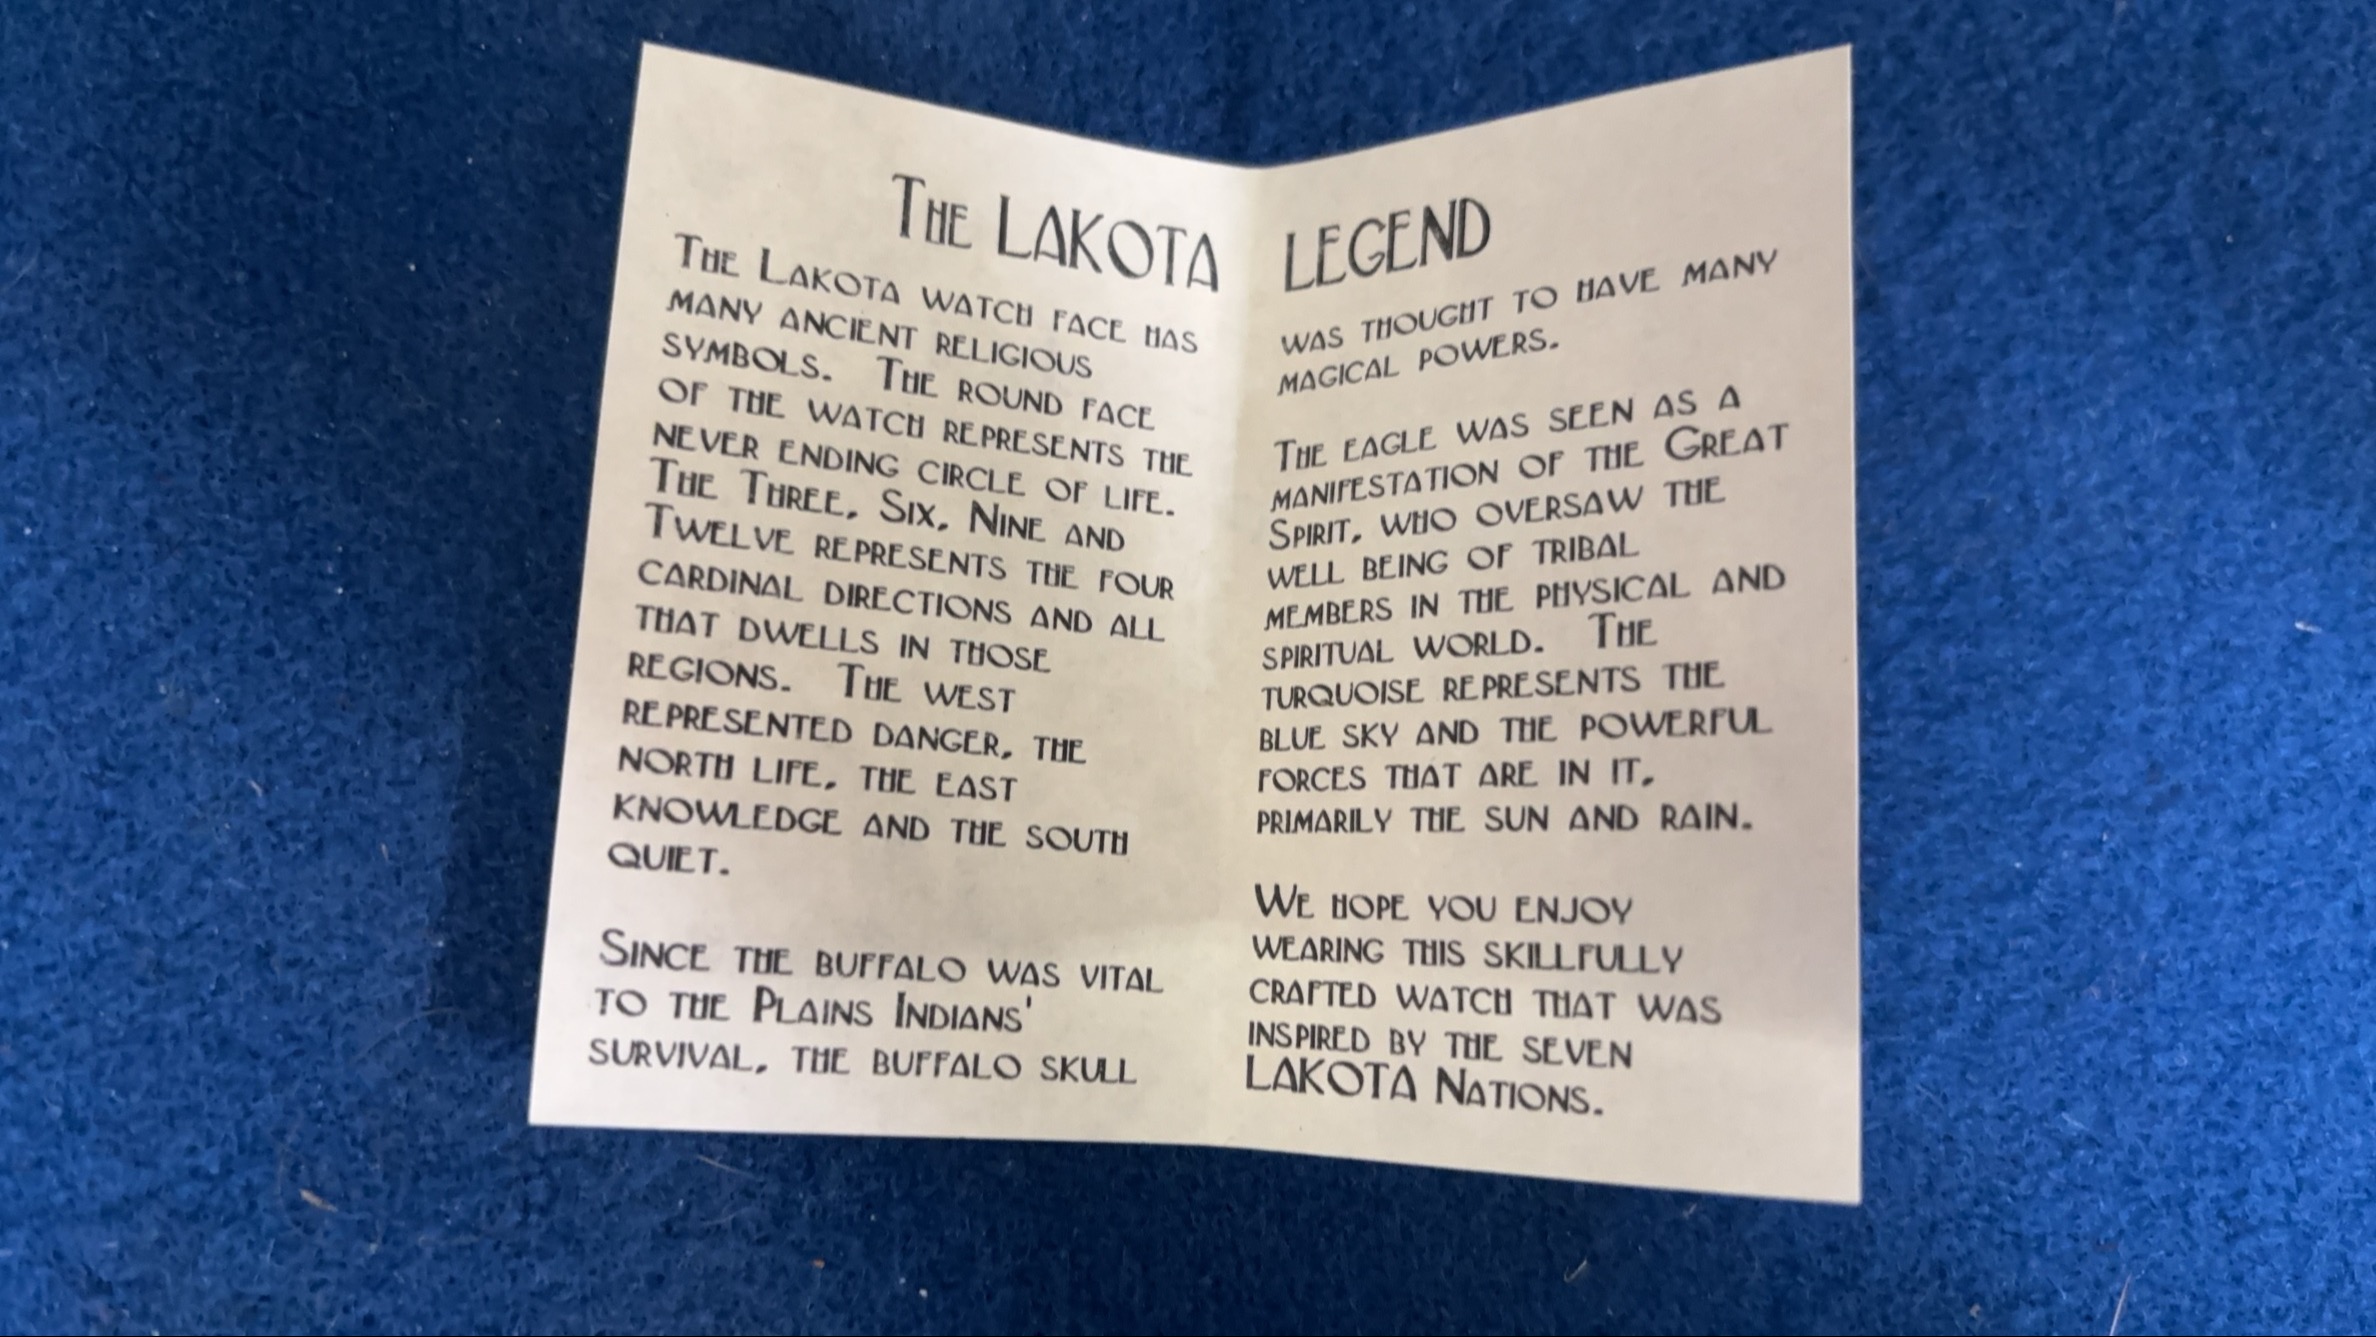 The LAKOTA LEGEND
The Lakota watch face has
many ancient religious
symbols. The round face
of the watch represents the
never ending circle of life.
The Three, Six, Nine and
Twelve represents the four
cardinal directions and all
that dwells in those
regions. The west
represented danger, the
north life, the east
knowledge and the south
quiet.
Since the buffalo was vital
to the Plains Indians'
survival, the buffalo skull
was thought to have many
magical powers.
The eagle was seen as a
manifestation of the Great
Spirit, who oversaw the
well being of tribal
members in the physical and
spiritual world. The
turquoise represents the
blue sky and the powerful
forces that are in it,
primarily the sun and rain.
We hope you enjoy
wearing this skillfully
crafted watch that was
inspired by the seven
LAKOTA Nations.